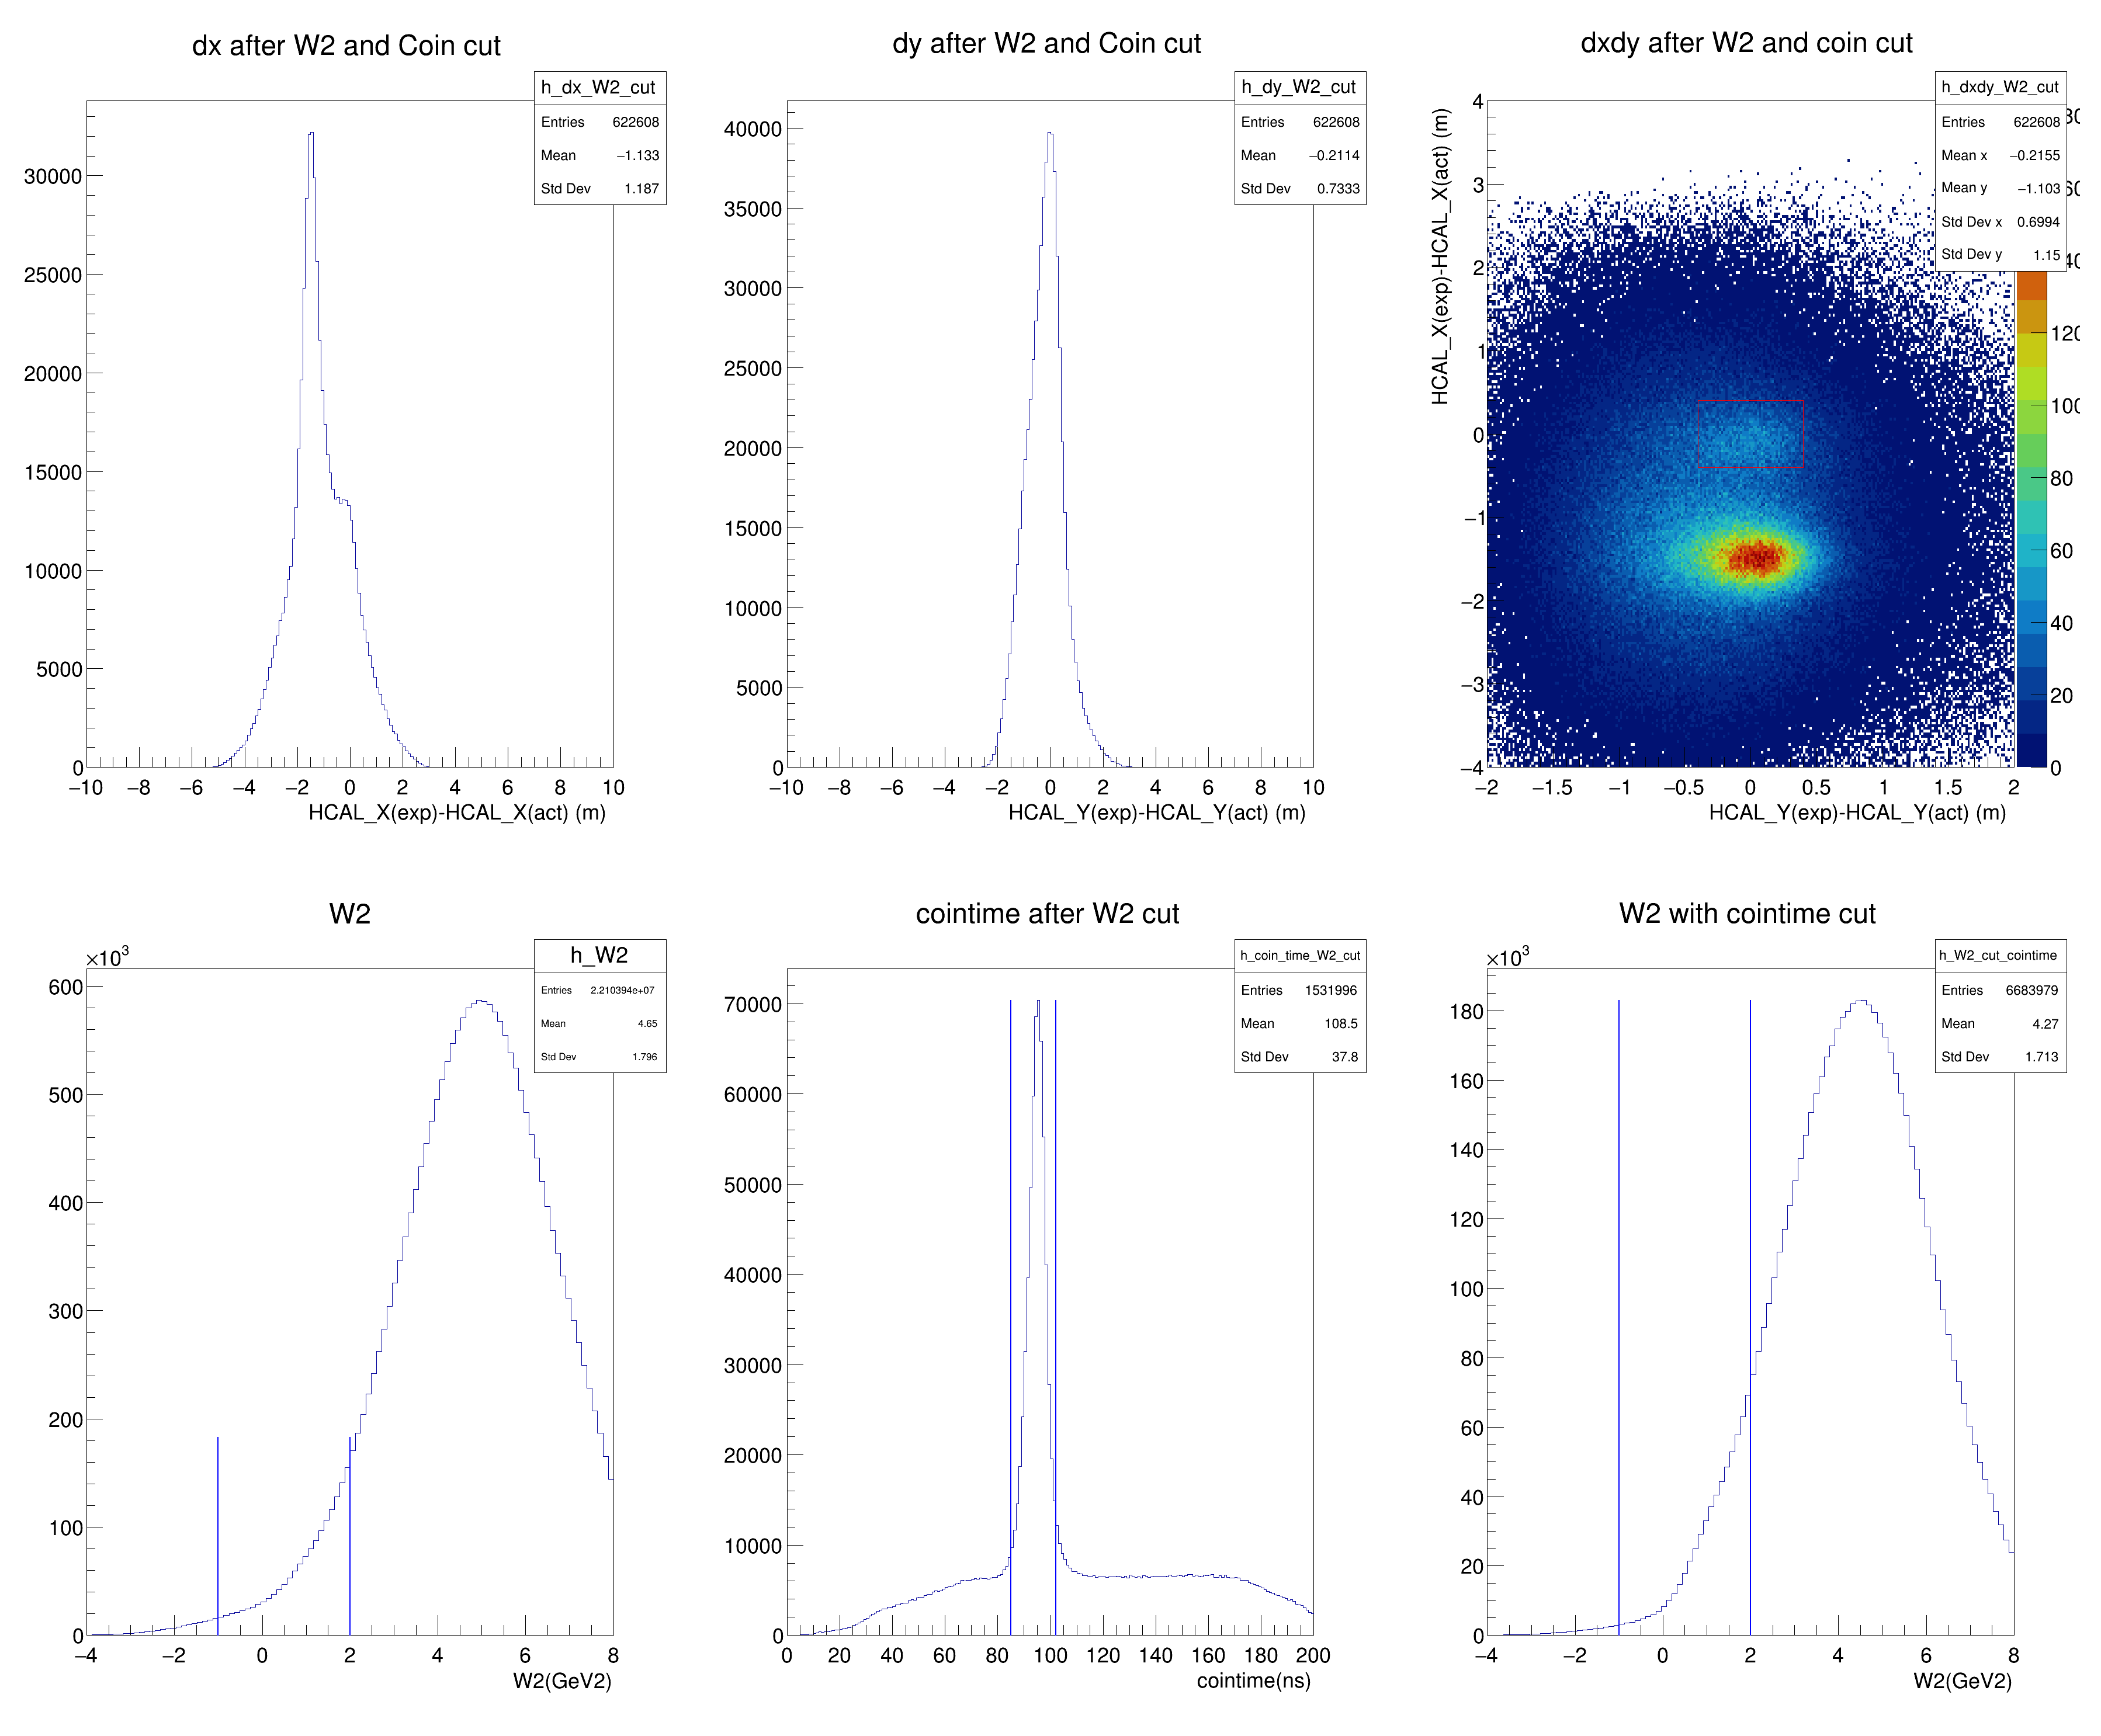 dx after W2 and Coin cut
h_dx_W2_cut
Entries 622608
Mean −1.133
Std Dev 1.187
30000
25000
20000
15000
10000
5000
0
−10 −8 −6 −4 −2 0 2 4 6 8 10
HCAL_X(exp)-HCAL_X(act) (m)
dy after W2 and Coin cut
h_dy_W2_cut
Entries 622608
Mean −0.2114
Std Dev 0.7333
40000
35000
30000
25000
20000
15000
10000
5000
0
−10 −8 −6 −4 −2 0 2 4 6 8 10
HCAL_Y(exp)-HCAL_Y(act) (m)
dxdy after W2 and coin cut
h_dxdy_W2_cut
Entries 622608
Mean x −0.2155
Mean y −1.103
Std Dev x 0.6994
Std Dev y 1.15
HCAL_X(exp)-HCAL_X(act) (m)
4
3
2
1
0
−1
−2
−3
−4
−2 −1.5 −1 −0.5 0 0.5 1 1.5 2
HCAL_Y(exp)-HCAL_Y(act) (m)
120
100
80
60
40
20
0
W2
×10³
h_W2
Entries 2.210394e+07
Mean 4.65
Std Dev 1.796
600
500
400
300
200
100
0
−4 −2 0 2 4 6 8
W2(GeV2)
cointime after W2 cut
h_coin_time_W2_cut
Entries 1531996
Mean 108.5
Std Dev 37.8
70000
60000
50000
40000
30000
20000
10000
0
0 20 40 60 80 100 120 140 160 180 200
cointime(ns)
W2 with cointime cut
×10³
h_W2_cut_cointime
Entries 6683979
Mean 4.27
Std Dev 1.713
180
160
140
120
100
80
60
40
20
0
−4 −2 0 2 4 6 8
W2(GeV2)